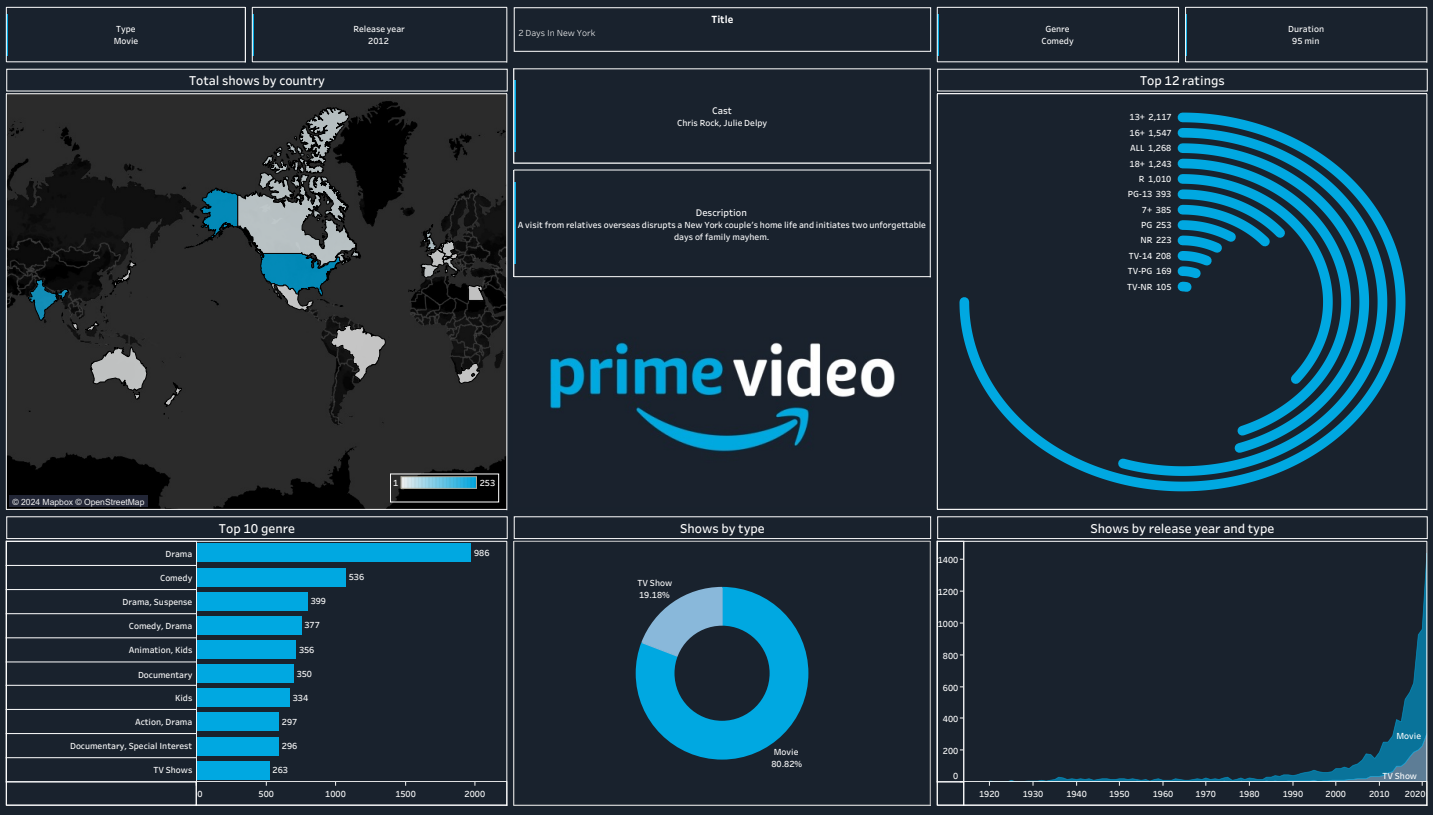 Type
Movie
Release year
2012
Title
2 Days In New York
Genre
Comedy
Duration
95 min
Total shows by country
© 2024 Mapbox © OpenStreetMap
1
253
Cast
Chris Rock, Julie Delpy
Description
A visit from relatives overseas disrupts a New York couple's home life and initiates two unforgettable
days of family mayhem.
prime video
Top 12 ratings
13+ 2,117
16+ 1,547
ALL 1,268
18+ 1,243
R 1,010
PG-13 393
7+ 385
PG 253
NR 223
TV-14 208
TV-PG 169
TV-NR 105
Top 10 genre
Drama 986
Comedy 536
Drama, Suspense 399
Comedy, Drama 377
Animation, Kids 356
Documentary 350
Kids 334
Action, Drama 297
Documentary, Special Interest 296
TV Shows 263
0 500 1000 1500 2000
Shows by type
TV Show
19.18%
Movie
80.82%
Shows by release year and type
1400
1200
1000
800
600
400
200
0
Movie
TV Show
1920 1930 1940 1950 1960 1970 1980 1990 2000 2010 2020